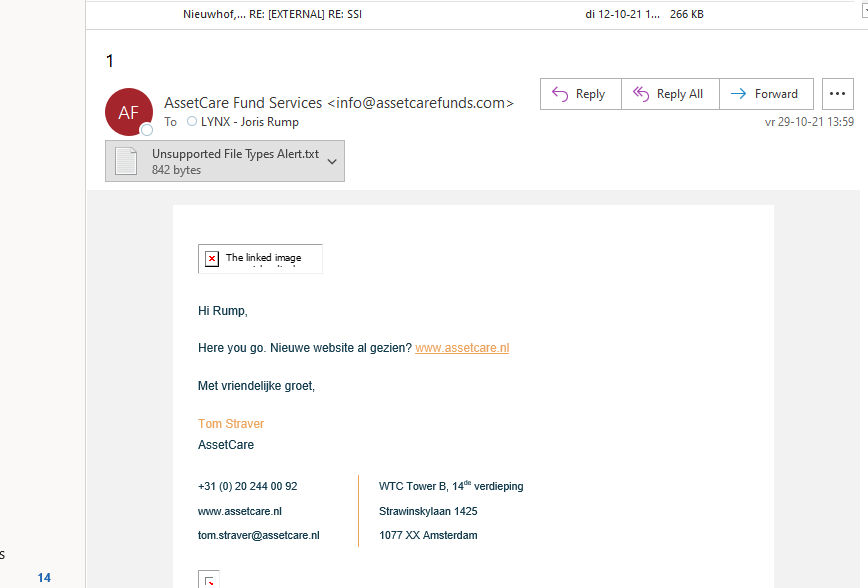 Nieuwhof,... RE: [EXTERNAL] RE: SSI di 12-10-21 1... 266 KB
1
AF
AssetCare Fund Services <info@assetcarefunds.com>
Reply
Reply All
Forward
To LYNX - Joris Rump
vr 29-10-21 13:59
Unsupported File Types Alert.txt
842 bytes
The linked image
Hi Rump,
Here you go. Nieuwe website al gezien? www.assetcare.nl
Met vriendelijke groet,
Tom Straver
AssetCare
+31 (0) 20 244 00 92
www.assetcare.nl
tom.straver@assetcare.nl
WTC Tower B, 14de verdieping
Strawinskylaan 1425
1077 XX Amsterdam
s
14